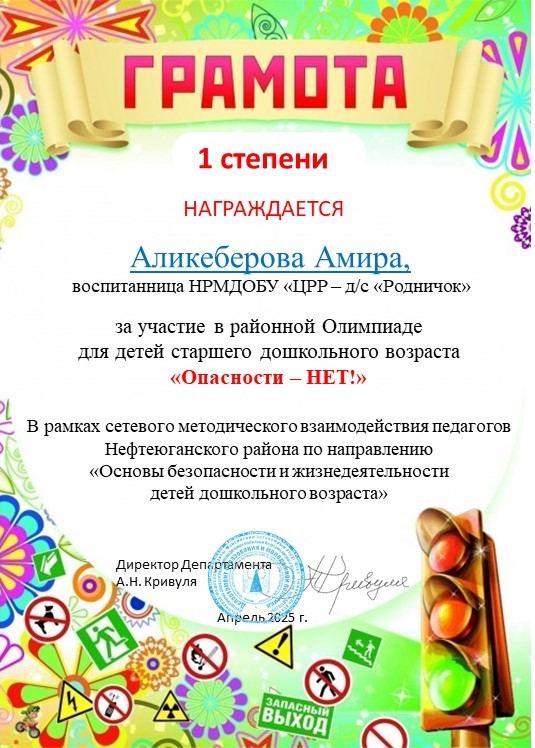 ГРАМОТА
1 степени
НАГРАЖДАЕТСЯ
Аликеберова Амира,
воспитанница НРМДОБУ «ЦРР – д/с «Родничок»
за участие в районной Олимпиаде
для детей старшего дошкольного возраста
«Опасности – НЕТ!»
В рамках сетевого методического взаимодействия педагогов
Нефтеюганского района по направлению
«Основы безопасности и жизнедеятельности
детей дошкольного возраста»
Директор Департамента
А.Н. Кривуля
Кривуля
Апрель 2025 г.
ЗАПАСНЫЙ
ВЫХОД